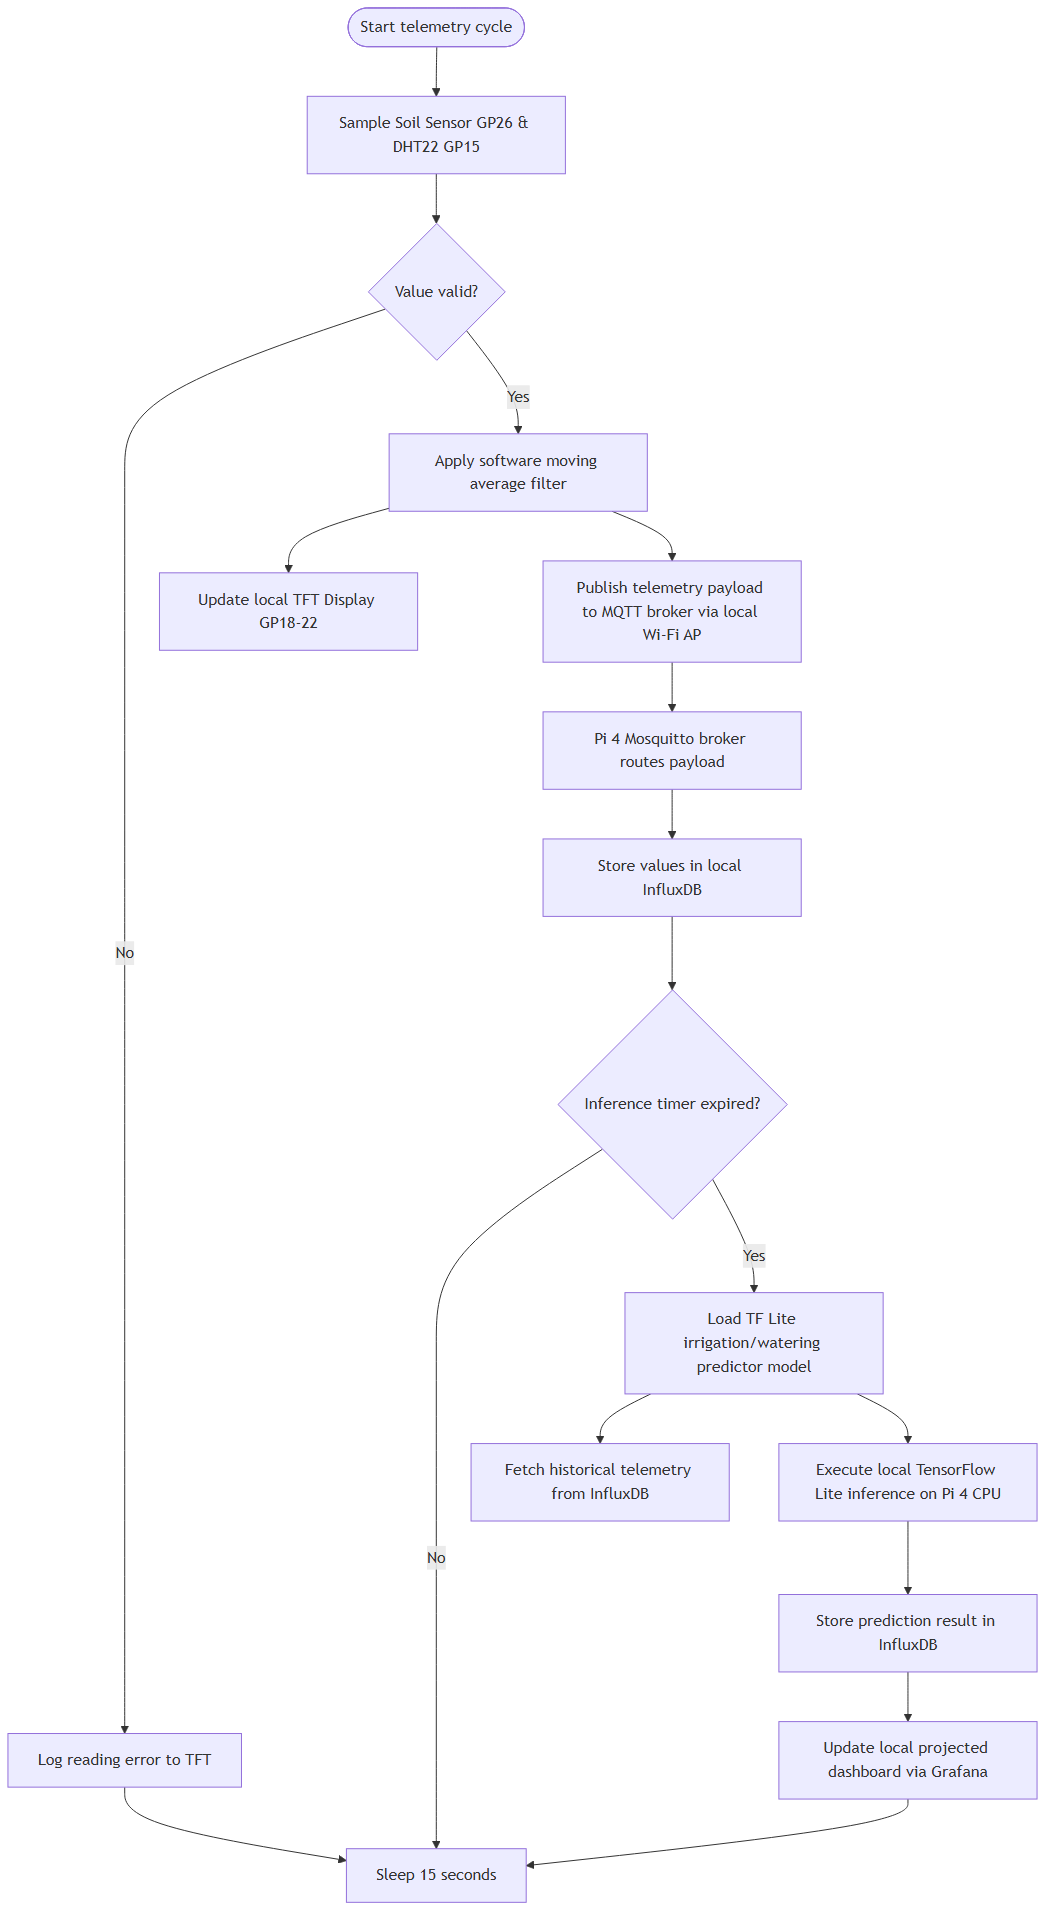 Start telemetry cycle
Sample Soil Sensor GP26 &
DHT22 GP15
Value valid?
Yes
Apply software moving
average filter
Update local TFT Display
GP18-22
Publish telemetry payload
to MQTT broker via local
Wi-Fi AP
Pi 4 Mosquitto broker
routes payload
Store values in local
InfluxDB
No
Inference timer expired?
Yes
Load TF Lite
irrigation/watering
predictor model
Fetch historical telemetry
from InfluxDB
Execute local TensorFlow
Lite inference on Pi 4 CPU
No
Store prediction result in
InfluxDB
Log reading error to TFT
Update local projected
dashboard via Grafana
Sleep 15 seconds